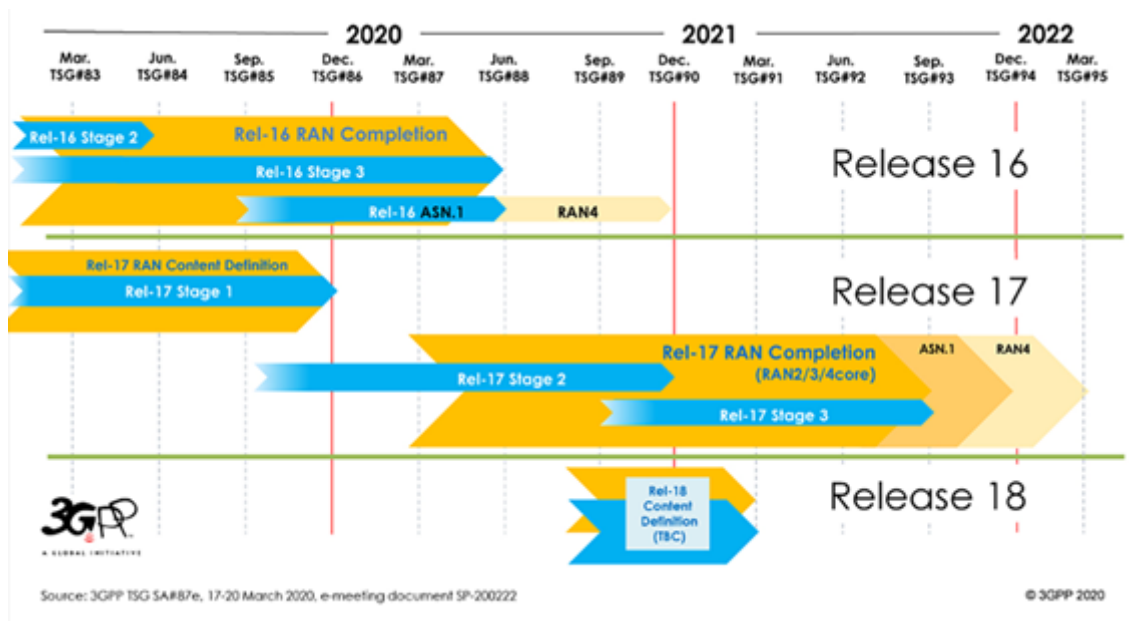 2020 2021 2022
Mar. Jun. Sep. Dec. Mar. Jun. Sep. Dec. Mar. Jun. Sep. Dec. Mar.
TSG#83 TSG#84 TSG#85 TSG#86 TSG#87 TSG#88 TSG#89 TSG#90 TSG#91 TSG#92 TSG#93 TSG#94 TSG#95
Rel-16 Stage 2
Rel-16 RAN Completion
Rel-16 Stage 3
Rel-16 ASN.1
RAN4
Release 16
Rel-17 RAN Content Definition
Rel-17 Stage 1
Release 17
Rel-17 RAN Completion
(RAN2/3/4core)
ASN.1
RAN4
Rel-17 Stage 2
Rel-17 Stage 3
Rel-18
Content
Definition
(TBC)
Release 18
3GPP
A GLOBAL INITIATIVE
Source: 3GPP TSG SA#87e, 17-20 March 2020, e-meeting document SP-200222
© 3GPP 2020